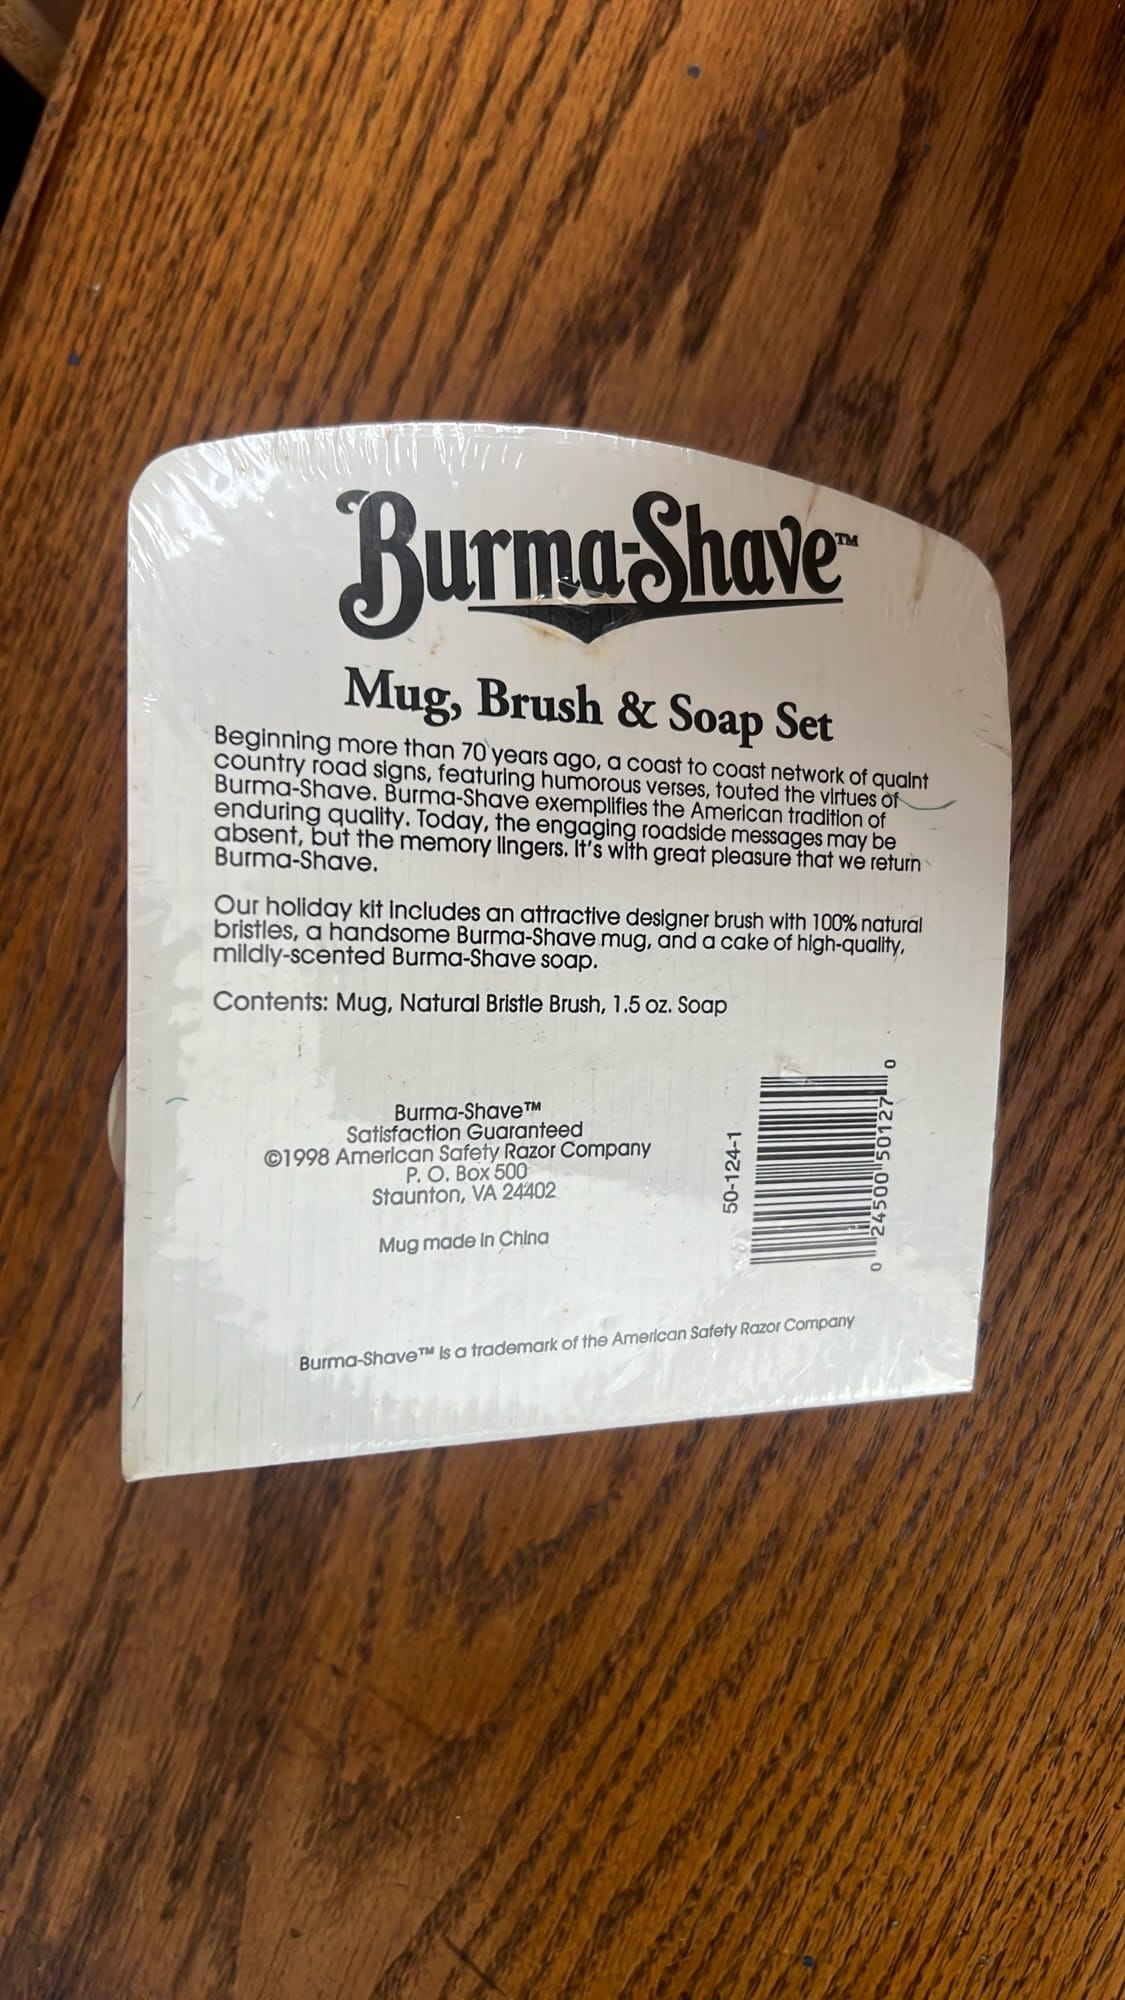 Burma-Shave™
Mug, Brush & Soap Set
Beginning more than 70 years ago, a coast to coast network of quaint
country road signs, featuring humorous verses, touted the virtues of
Burma-Shave. Burma-Shave exemplifies the American tradition of
enduring quality. Today, the engaging roadside messages may be
absent, but the memory lingers. It's with great pleasure that we return
Burma-Shave.
Our holiday kit includes an attractive designer brush with 100% natural
bristles, a handsome Burma-Shave mug, and a cake of high-quality,
mildly-scented Burma-Shave soap.
Contents: Mug, Natural Bristle Brush, 1.5 oz. Soap
Burma-Shave™
Satisfaction Guaranteed
©1998 American Safety Razor Company
P. O. Box 500
Staunton, VA 24402
Mug made in China
50-124-1
0 24500 50127 0
Burma-Shave™ is a trademark of the American Safety Razor Company